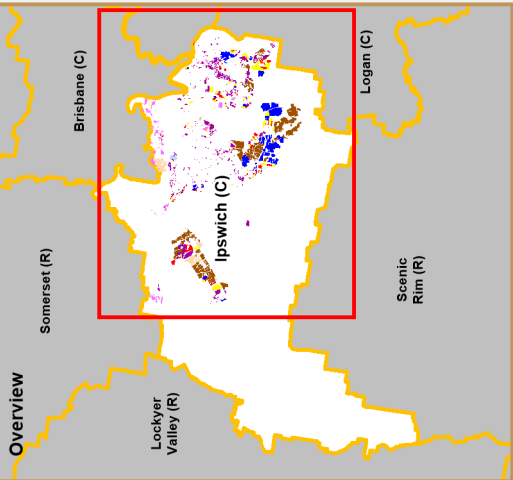 Overview
Somerset (R)
Brisbane (C)
Lockyer
Valley (R)
Ipswich (C)
Logan (C)
Scenic
Rim (R)